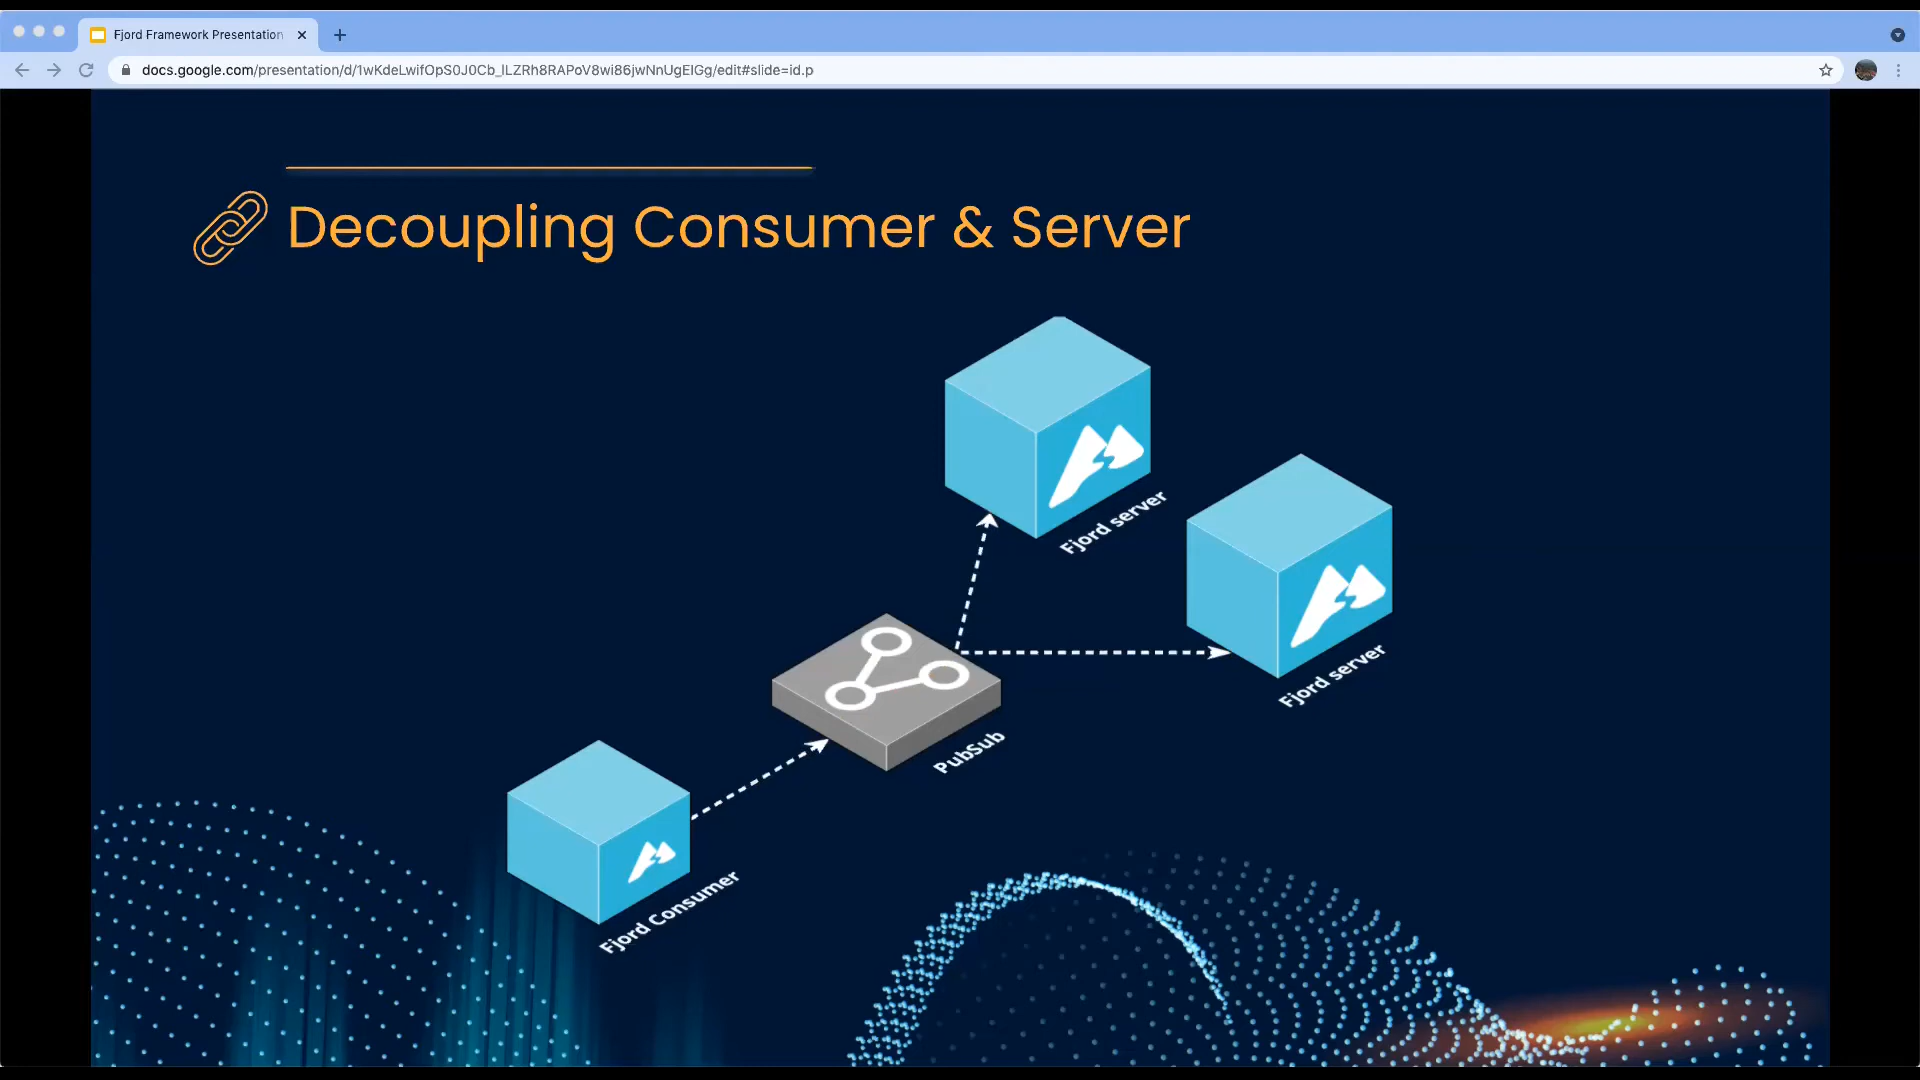 Fjord Framework Presentation
docs.google.com/presentation/d/1wKdeLwifOpS0J0Cb_lLZRh8RAPoV8wi86jwNnUgEIGg/edit#slide=id.p
Decoupling Consumer & Server
Fjord server
Fjord server
PubSub
Fjord Consumer